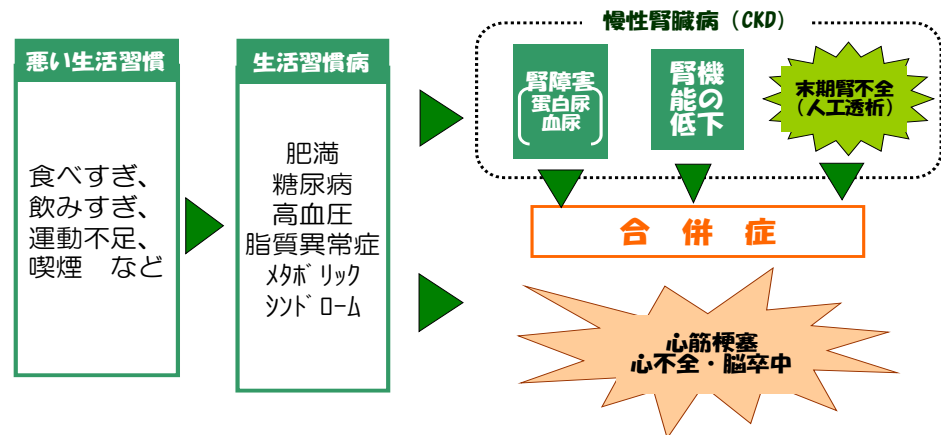 悪い生活習慣
食べすぎ、
飲みすぎ、
運動不足、
喫煙　など
生活習慣病
肥満
糖尿病
高血圧
脂質異常症
ﾒﾀﾎﾞﾘｯｸ
ｼﾝﾄﾞﾛｰﾑ
慢性腎臓病（CKD）
腎障害
蛋白尿
血尿
腎機
能の
低下
末期腎不全
（人工透析）
合併症
心筋梗塞
心不全・脳卒中